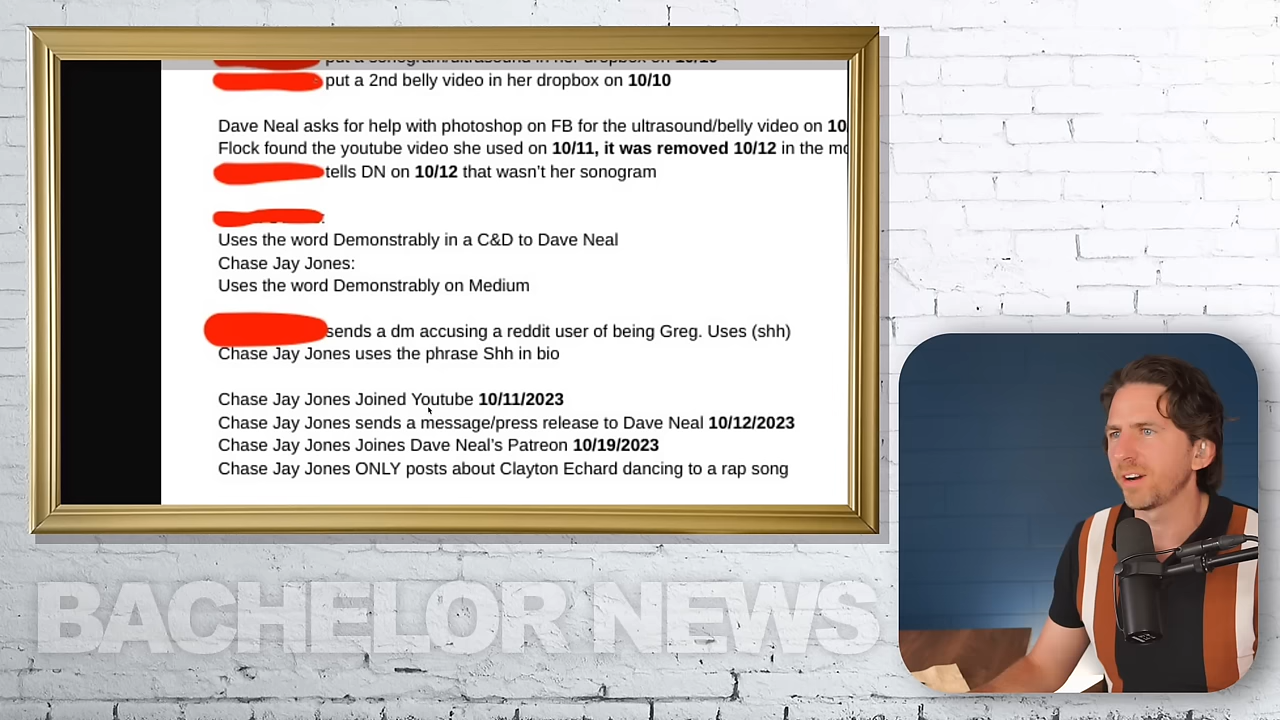 put a 2nd belly video in her dropbox on 10/10
Dave Neal asks for help with photoshop on FB for the ultrasound/belly video on 10
Flock found the youtube video she used on 10/11, it was removed 10/12 in the mo
tells DN on 10/12 that wasn't her sonogram
Uses the word Demonstrably in a C&D to Dave Neal
Chase Jay Jones:
Uses the word Demonstrably on Medium
sends a dm accusing a reddit user of being Greg. Uses (shh)
Chase Jay Jones uses the phrase Shh in bio
Chase Jay Jones Joined Youtube 10/11/2023
Chase Jay Jones sends a message/press release to Dave Neal 10/12/2023
Chase Jay Jones Joines Dave Neal's Patreon 10/19/2023
Chase Jay Jones ONLY posts about Clayton Echard dancing to a rap song
BACHELOR NEWS